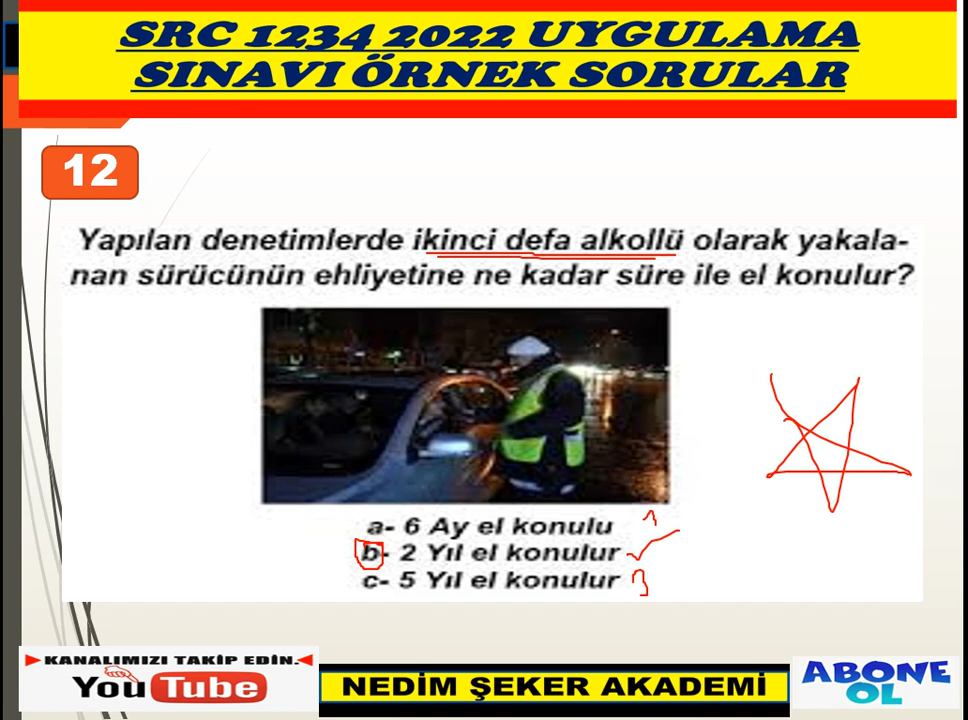 SRC 1234 2022 UYGULAMA
SINAVI ÖRNEK SORULAR
12
Yapılan denetimlerde ikinci defa alkollü olarak yakala-
nan sürücünün ehliyetine ne kadar süre ile el konulur?
a- 6 Ay el konulu
1
b- 2 Yıl el konulur
c- 5 Yıl el konulur
3
KANALIMIZI TAKİP EDİN.
YouTube
NEDİM ŞEKER AKADEMİ
ABONE
OL